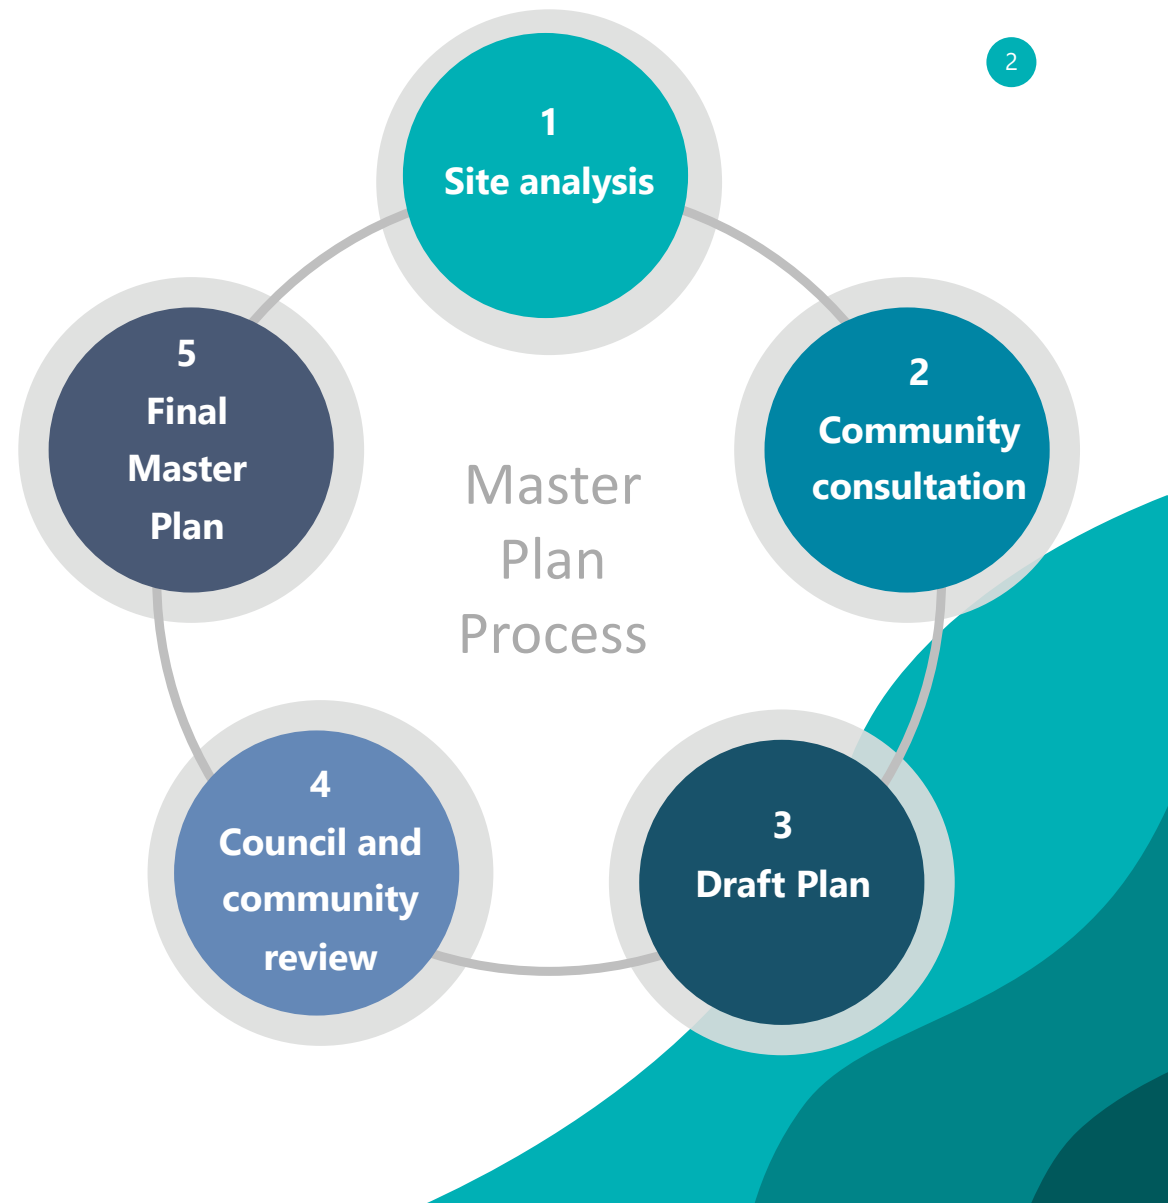 2
1
Site analysis
2
Community
consultation
3
Draft Plan
4
Council and
community
review
5
Final
Master
Plan
Master
Plan
Process